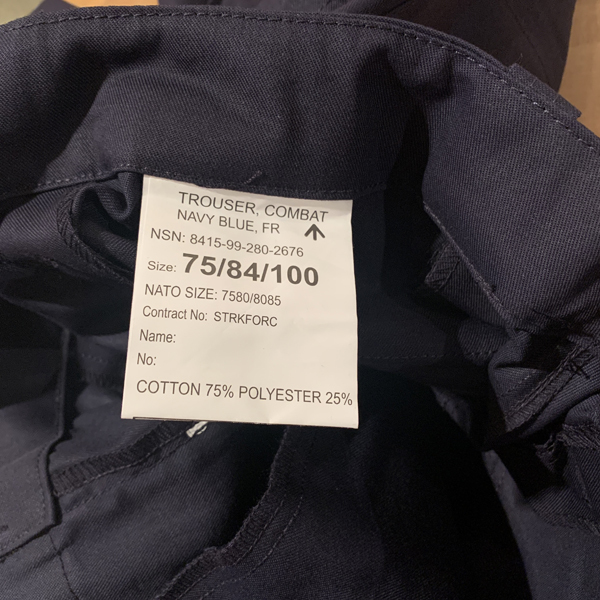 TROUSER, COMBAT
NAVY BLUE, FR
NSN: 8415-99-280-2676
Size: 75/84/100
NATO SIZE: 7580/8085
Contract No: STRKFORC
Name:
No:
COTTON 75% POLYESTER 25%